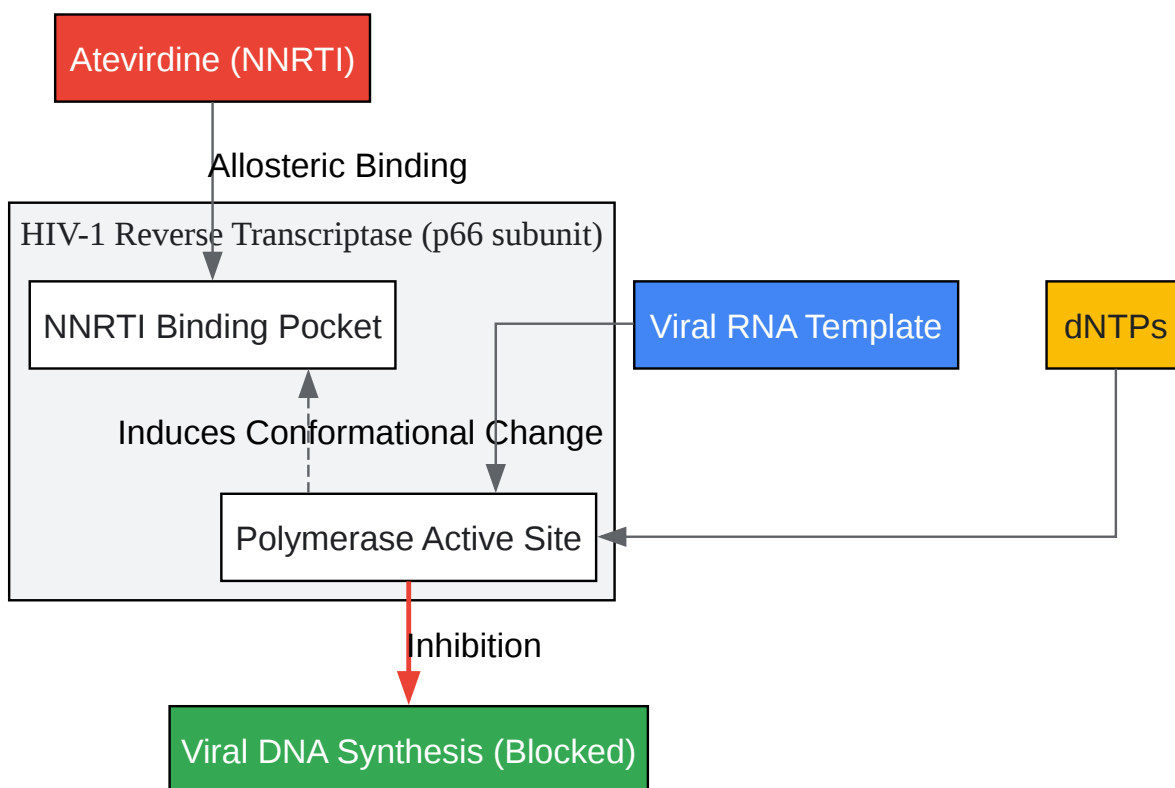 Atevirdine (NNRTI)
Allosteric Binding
HIV-1 Reverse Transcriptase (p66 subunit)
NNRTI Binding Pocket
Viral RNA Template
dNTPs
Induces Conformational Change
Polymerase Active Site
Inhibition
Viral DNA Synthesis (Blocked)